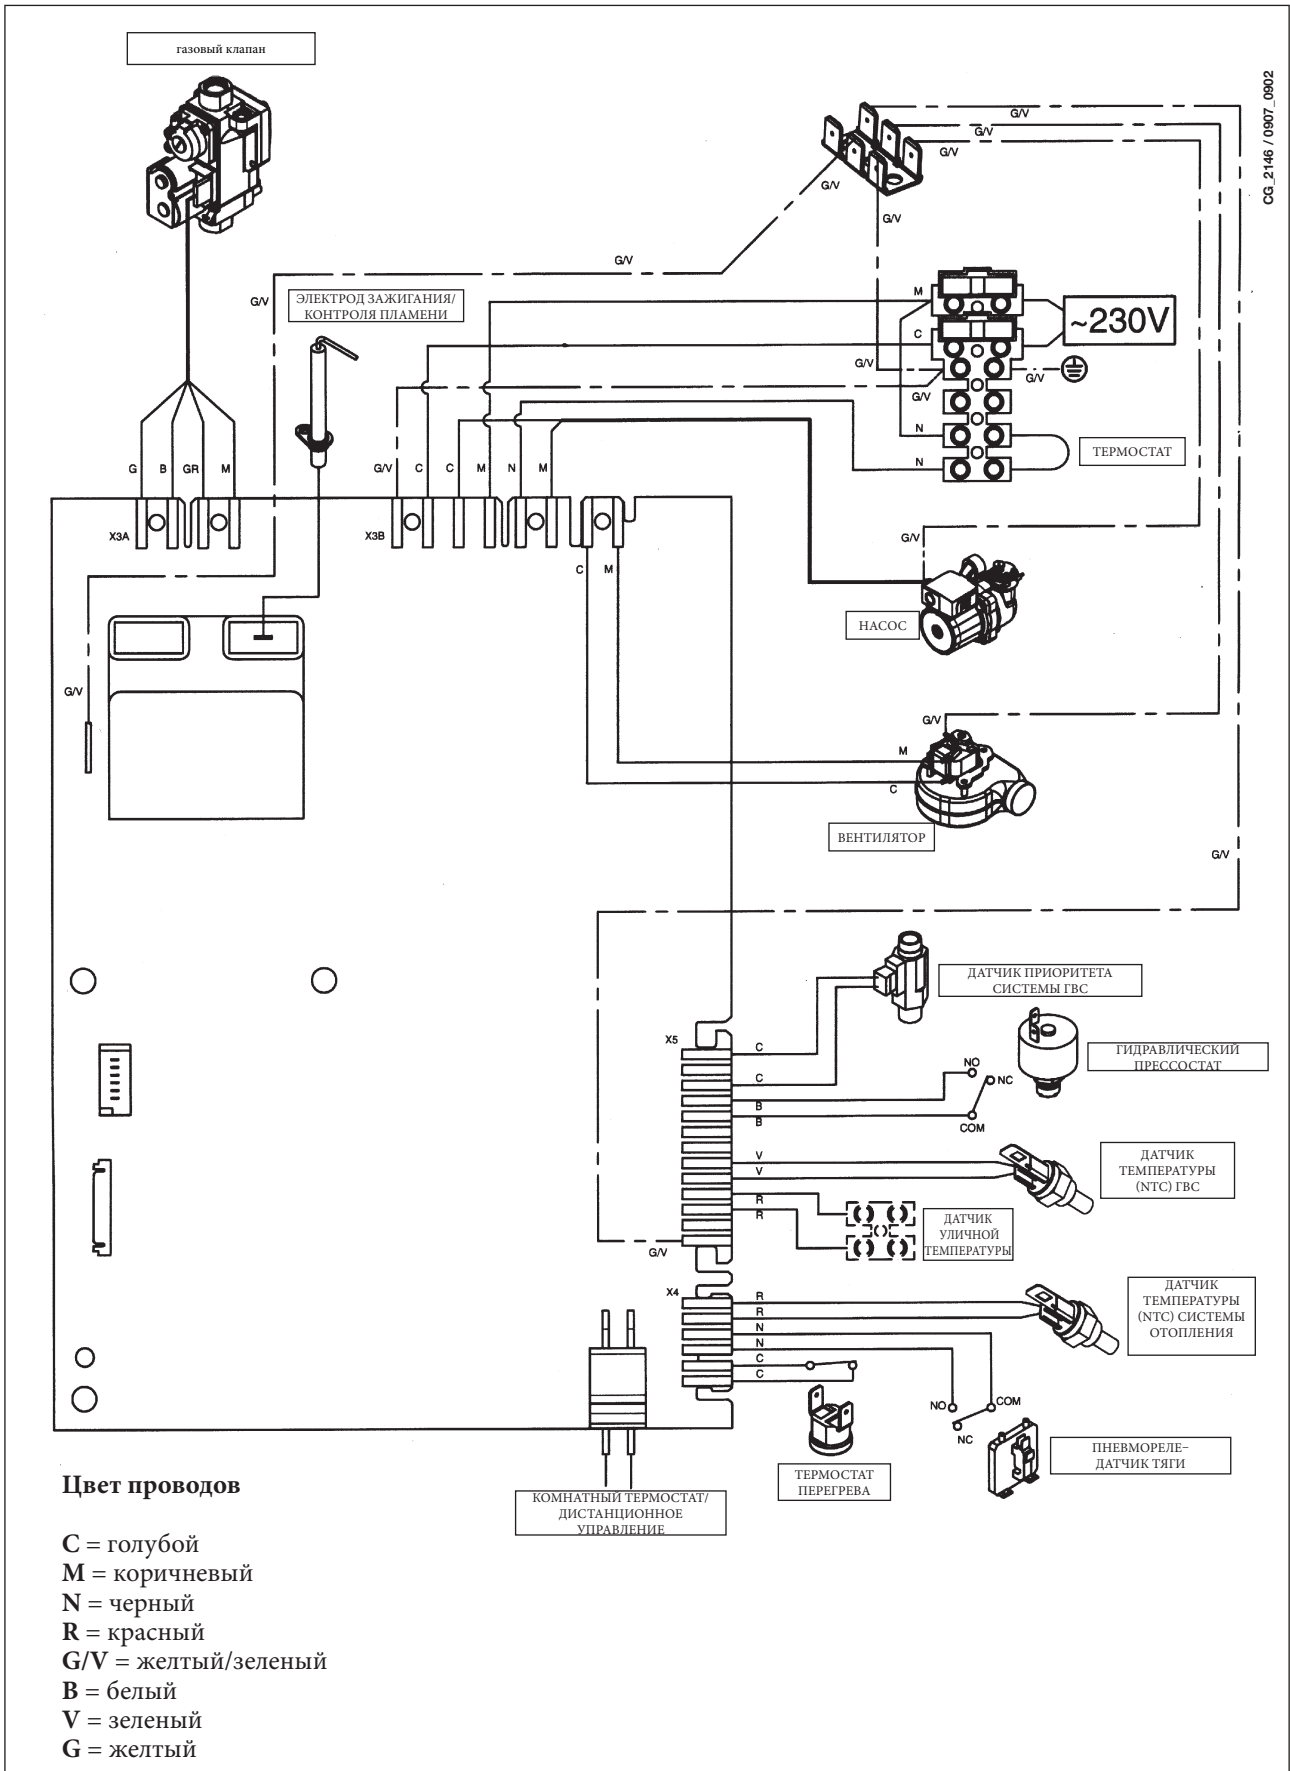 газовый клапан
CG_2146 / 0907_0902
G/V
G/V
G/V
G/V
G/V
G/V
G/V
ЭЛЕКТРОД ЗАЖИГАНИЯ/
КОНТРОЛЯ ПЛАМЕНИ
M
~230V
C
G/V
G/V
G/V
N
ТЕРМОСТАТ
N
G
B
GR
M
G/V
C
C
M
N
M
X3A
X3B
C
M
G/V
НАСОС
G/V
G/V
M
C
ВЕНТИЛЯТОР
G/V
ДАТЧИК ПРИОРИТЕТА
СИСТЕМЫ ГВС
X5
C
C
B
B
NO
NC
COM
ГИДРАВЛИЧЕСКИЙ
ПРЕССОСТАТ
V
V
ДАТЧИК
ТЕМПЕРАТУРЫ
(NTC) ГВС
R
R
ДАТЧИК
УЛИЧНОЙ
ТЕМПЕРАТУРЫ
G/V
X4
R
R
N
N
C
C
ДАТЧИК
ТЕМПЕРАТУРЫ
(NTC) СИСТЕМЫ
ОТОПЛЕНИЯ
NO
COM
NC
ПНЕВМОРЕЛЕ-
ДАТЧИК ТЯГИ
ТЕРМОСТАТ
ПЕРЕГРЕВА
КОМНАТНЫЙ ТЕРМОСТАТ/
ДИСТАНЦИОННОЕ
УПРАВЛЕНИЕ
Цвет проводов
C = голубой
M = коричневый
N = черный
R = красный
G/V = желтый/зеленый
B = белый
V = зеленый
G = желтый